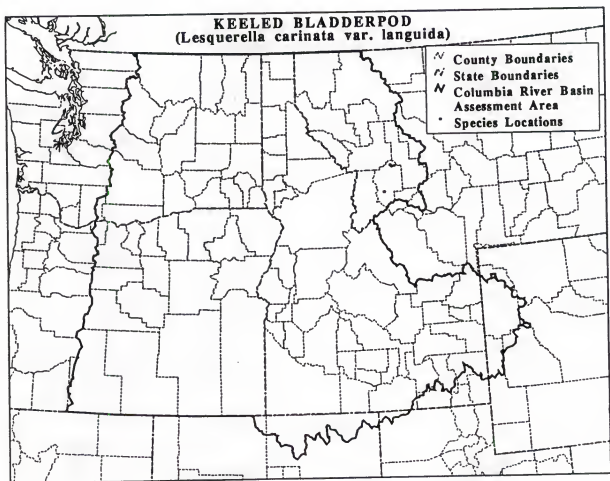 KEELED BLADDERPOD
(Lesquerella carinata var. languida)
County Boundaries
State Boundaries
Columbia River Basin
Assessment Area
Species Locations